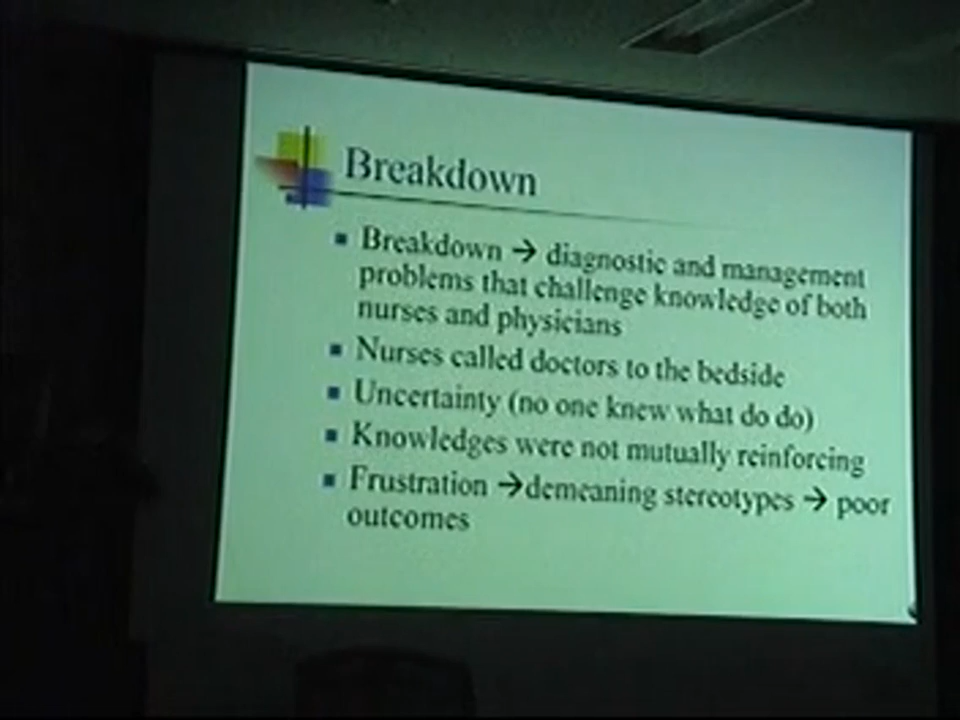 Breakdown
Breakdown → diagnostic and management
problems that challenge knowledge of both
nurses and physicians
Nurses called doctors to the bedside
Uncertainty (no one knew what do do)
Knowledges were not mutually reinforcing
Frustration →demeaning stereotypes → poor
outcomes